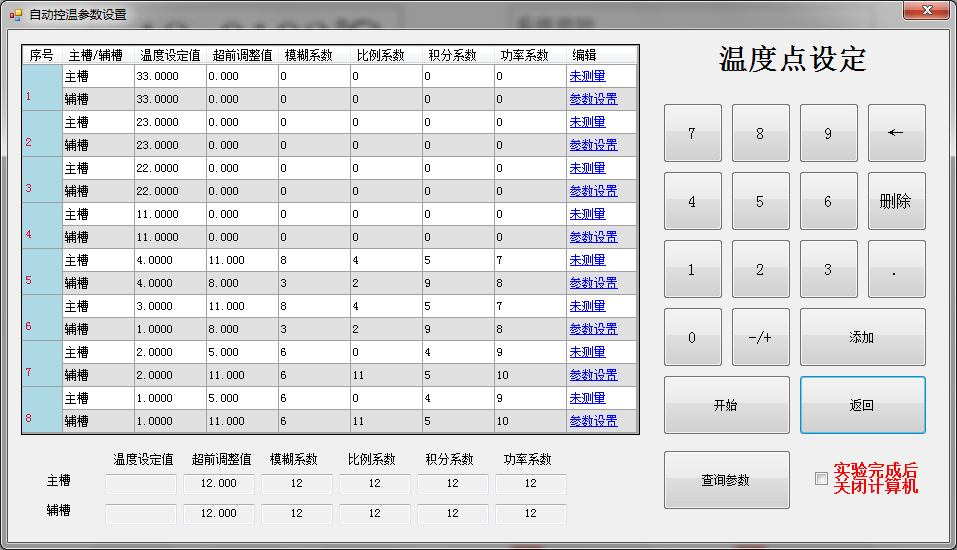 自动控温参数设置
温度点设定
序号 主槽/辅槽 温度设定值 超前调整值 模糊系数 比例系数 积分系数 功率系数 编辑
1 主槽 33.0000 0.000 0 0 0 0 未测量
辅槽 33.0000 0.000 0 0 0 0 参数设置
2 主槽 23.0000 0.000 0 0 0 0 未测量
辅槽 23.0000 0.000 0 0 0 0 参数设置
3 主槽 22.0000 0.000 0 0 0 0 未测量
辅槽 22.0000 0.000 0 0 0 0 参数设置
4 主槽 11.0000 0.000 0 0 0 0 未测量
辅槽 11.0000 0.000 0 0 0 0 参数设置
5 主槽 4.0000 11.000 8 4 5 7 未测量
辅槽 4.0000 8.000 3 2 9 8 参数设置
6 主槽 3.0000 11.000 8 4 5 7 未测量
辅槽 1.0000 8.000 3 2 9 8 参数设置
7 主槽 2.0000 5.000 6 0 4 9 未测量
辅槽 2.0000 11.000 6 11 5 10 参数设置
8 主槽 1.0000 5.000 6 0 4 9 未测量
辅槽 1.0000 11.000 6 11 5 10 参数设置
温度设定值 超前调整值 模糊系数 比例系数 积分系数 功率系数
主槽 12.000 12 12 12 12
辅槽 12.000 12 12 12 12
7 8 9 ←
4 5 6 删除
1 2 3 .
0 -/+ 添加
开始 返回
查询参数
实验完成后
关闭计算机